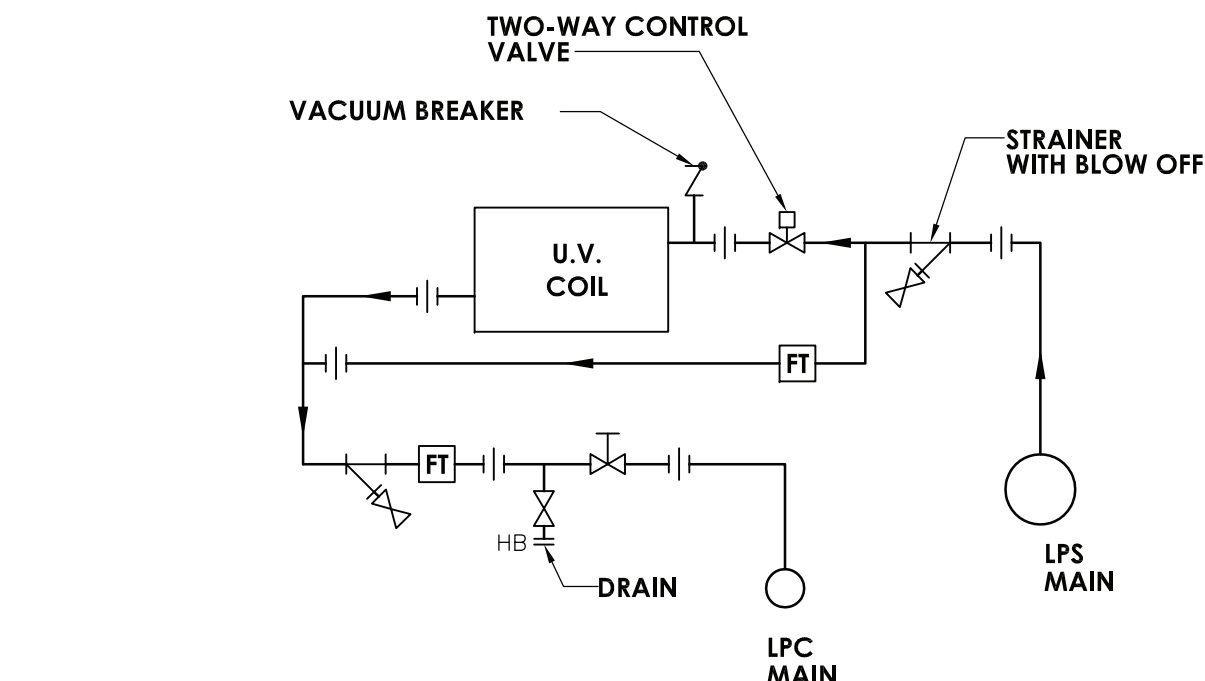 TWO-WAY CONTROL
VALVE
VACUUM BREAKER
STRAINER
WITH BLOW OFF
U.V.
COIL
FT
FT
HB
DRAIN
LPS
MAIN
LPC
MAIN